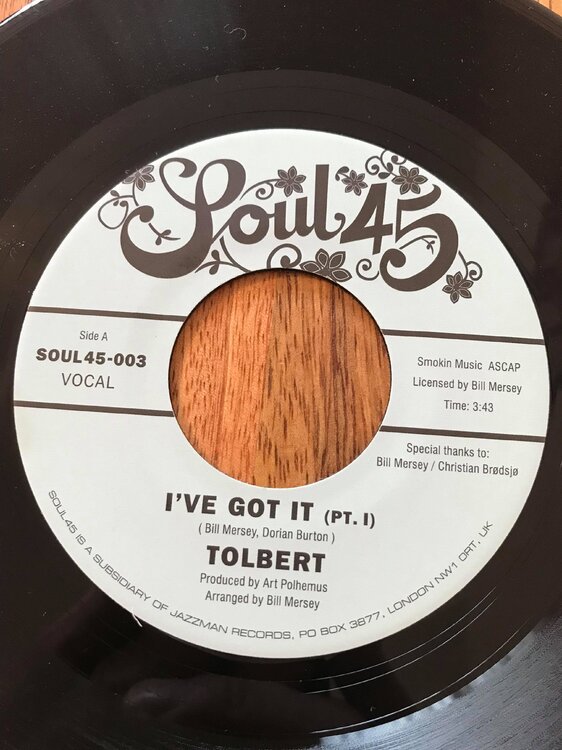 Soul 45
Side A
SOUL45-003
VOCAL
Smokin Music ASCAP
Licensed by Bill Mersey
Time: 3:43
Special thanks to:
Bill Mersey / Christian Brødsjø
I'VE GOT IT (PT. I)
( Bill Mersey, Dorian Burton )
TOLBERT
Produced by Art Polhemus
Arranged by Bill Mersey
SOUL45 IS A SUBSIDIARY OF JAZZMAN RECORDS, PO BOX 3877, LONDON NW1 0RT, UK